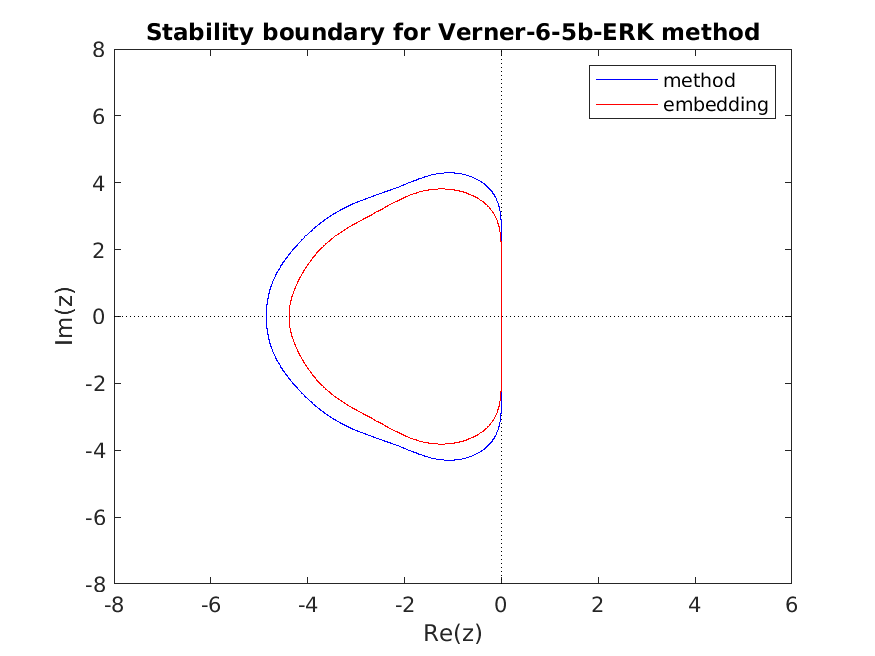 Stability boundary for Verner-6-5b-ERK method
method
embedding
8
6
4
2
0
-2
-4
-6
-8
Im(z)
-8 -6 -4 -2 0 2 4 6
Re(z)